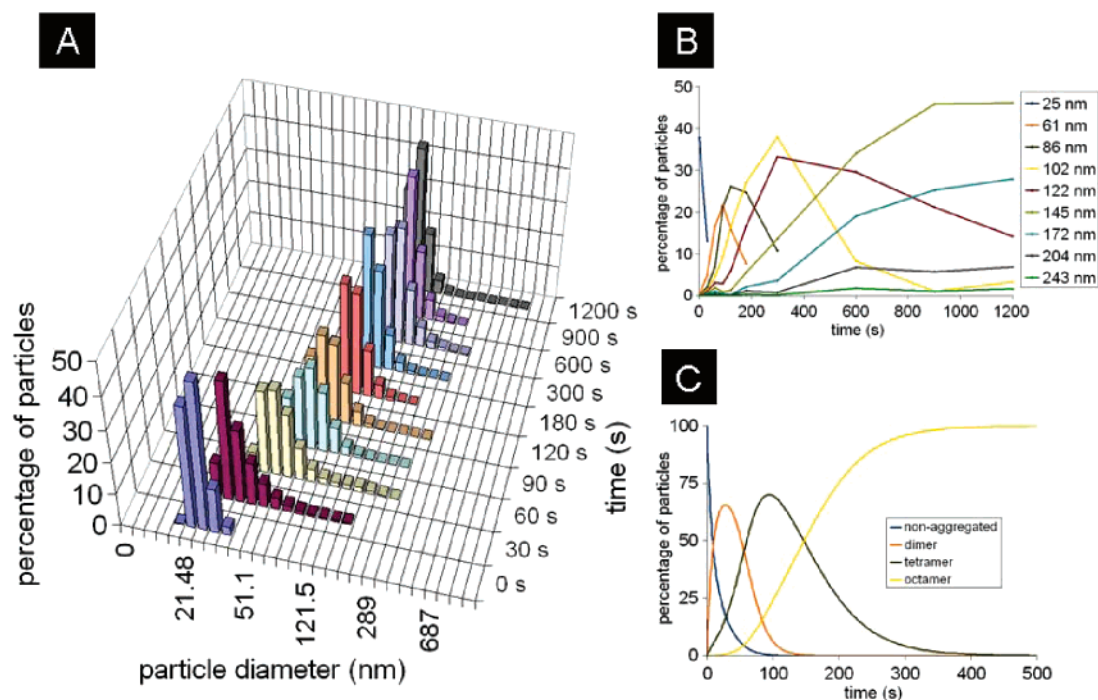 A
percentage of particles
50
40
30
20
10
0
0
21.48
51.1
121.5
289
687
particle diameter (nm)
1200 s
900 s
600 s
300 s
180 s
120 s
90 s
60 s
30 s
0 s
time (s)
B
percentage of particles
50
40
30
20
10
0
0 200 400 600 800 1000 1200
time (s)
25 nm
61 nm
86 nm
102 nm
122 nm
145 nm
172 nm
204 nm
243 nm
C
percentage of particles
100
75
50
25
0
0 100 200 300 400 500
time (s)
non-aggregated
dimer
tetramer
octamer